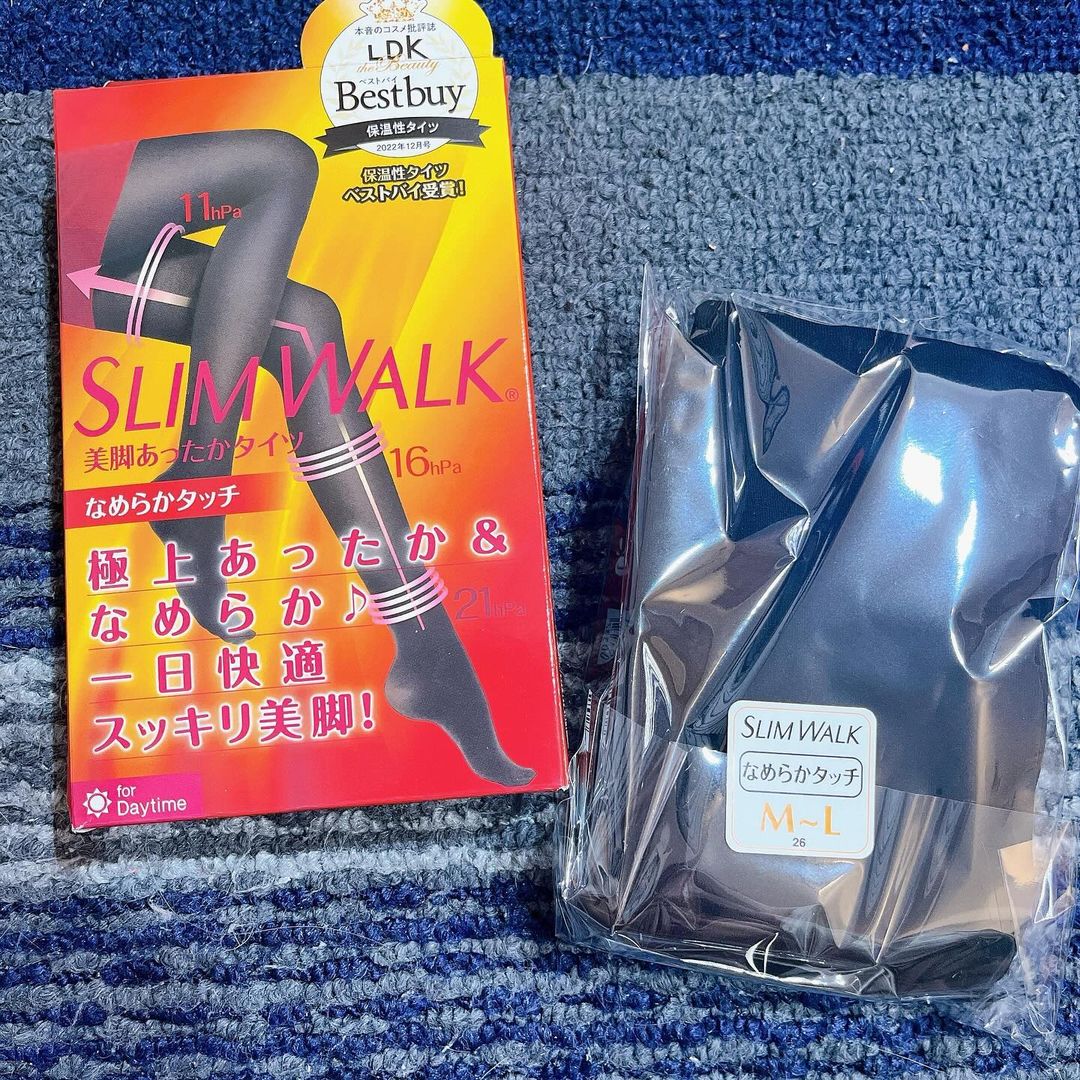 本音のコスメ批評誌
LDK
the Beauty
ベストバイ
Bestbuy
保温性タイツ
2022年12月号
保温性タイツ
ベストバイ受賞!
11hPa
SLIM WALK®
美脚あったかタイツ
16hPa
なめらかタッチ
極上あったか&
なめらか♪
21hPa
一日快適
スッキリ美脚!
for
Daytime
SLIM WALK
なめらかタッチ
M~L
26